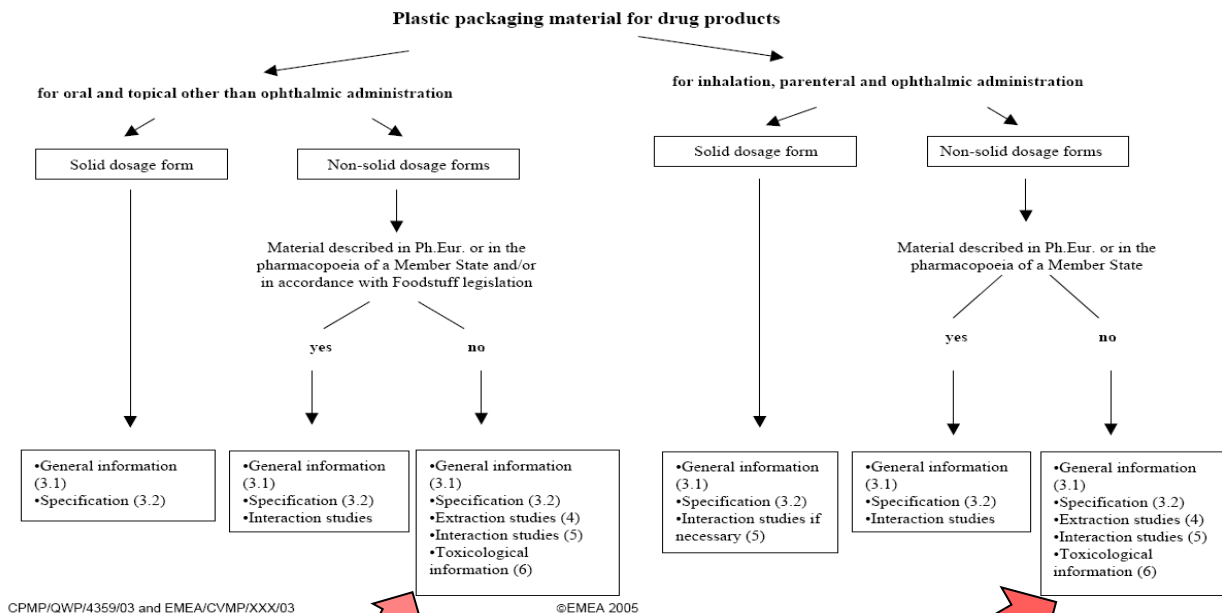 Plastic packaging material for drug products
for oral and topical other than ophthalmic administration
Solid dosage form
Non-solid dosage forms
Material described in Ph.Eur. or in the
pharmacopoeia of a Member State and/or
in accordance with Foodstuff legislation
yes
no
•General information
(3.1)
•Specification (3.2)
•General information
(3.1)
•Specification (3.2)
•Interaction studies
•General information
(3.1)
•Specification (3.2)
•Extraction studies (4)
•Interaction studies (5)
•Toxicological
information (6)
for inhalation, parenteral and ophthalmic administration
Solid dosage form
Non-solid dosage forms
Material described in Ph.Eur. or in the
pharmacopoeia of a Member State
yes
no
•General information
(3.1)
•Specification (3.2)
•Interaction studies if
necessary (5)
•General information
(3.1)
•Specification (3.2)
•Interaction studies
•General information
(3.1)
•Specification (3.2)
•Extraction studies (4)
•Interaction studies (5)
•Toxicological
information (6)
CPMP/QWP/4359/03 and EMEA/CVMP/XXX/03
©EMEA 2005